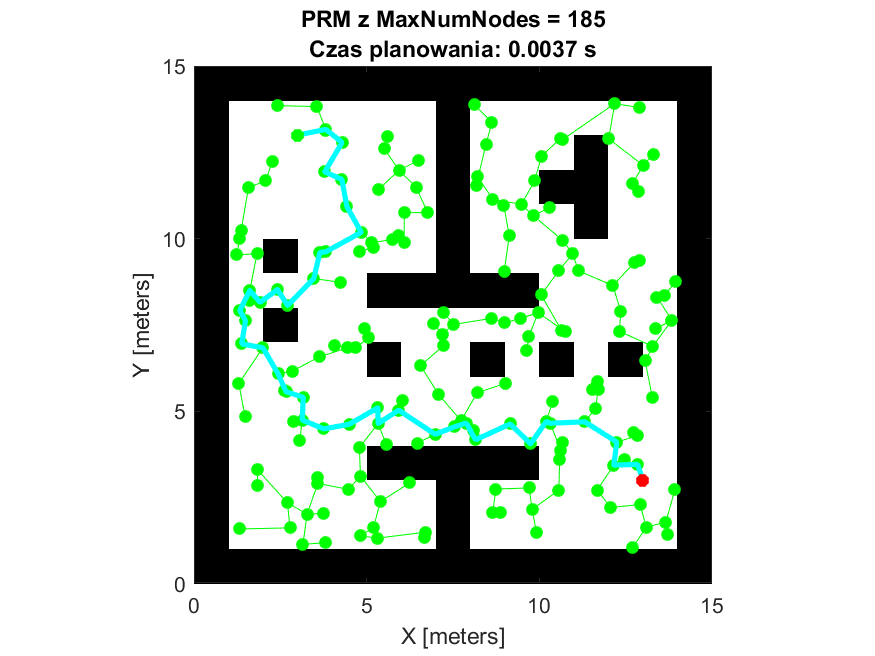 PRM z MaxNumNodes = 185
Czas planowania: 0.0037 s
15
10
5
0
Y [meters]
0 5 10 15
X [meters]